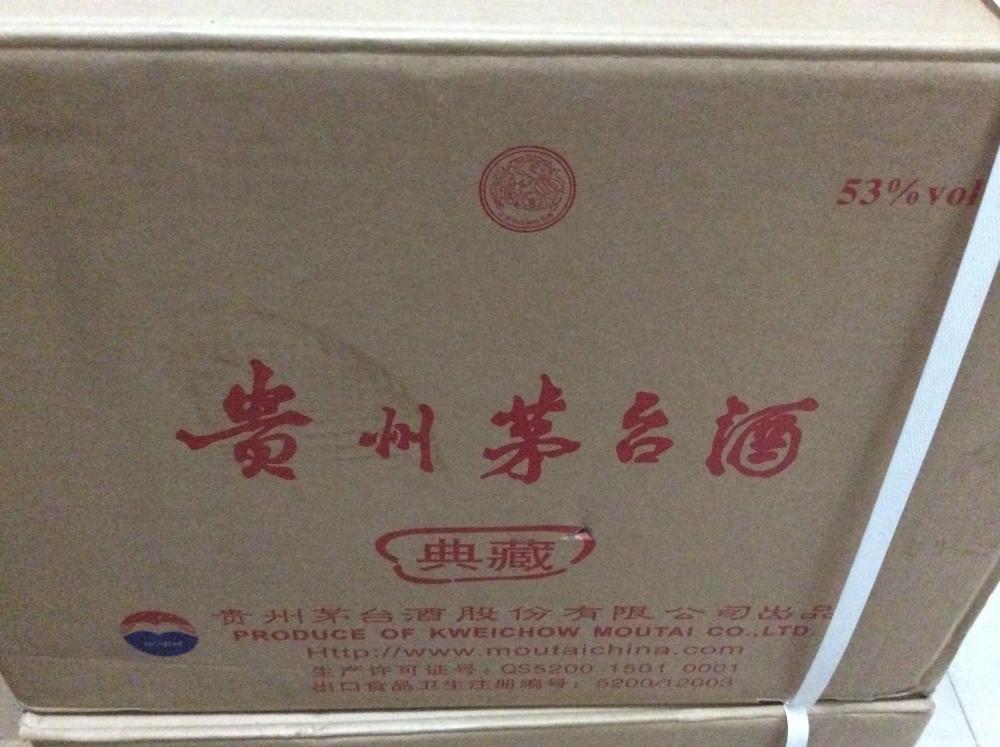 53% vol
贵州茅台酒
典藏
贵州茅台酒股份有限公司出品
PRODUCE OF KWEICHOW MOUTAI CO.,LTD.
Http://www.moutaichina.com
生产许可证号：QS5200 1501 0001
出口食品卫生注册编号：5200/12003